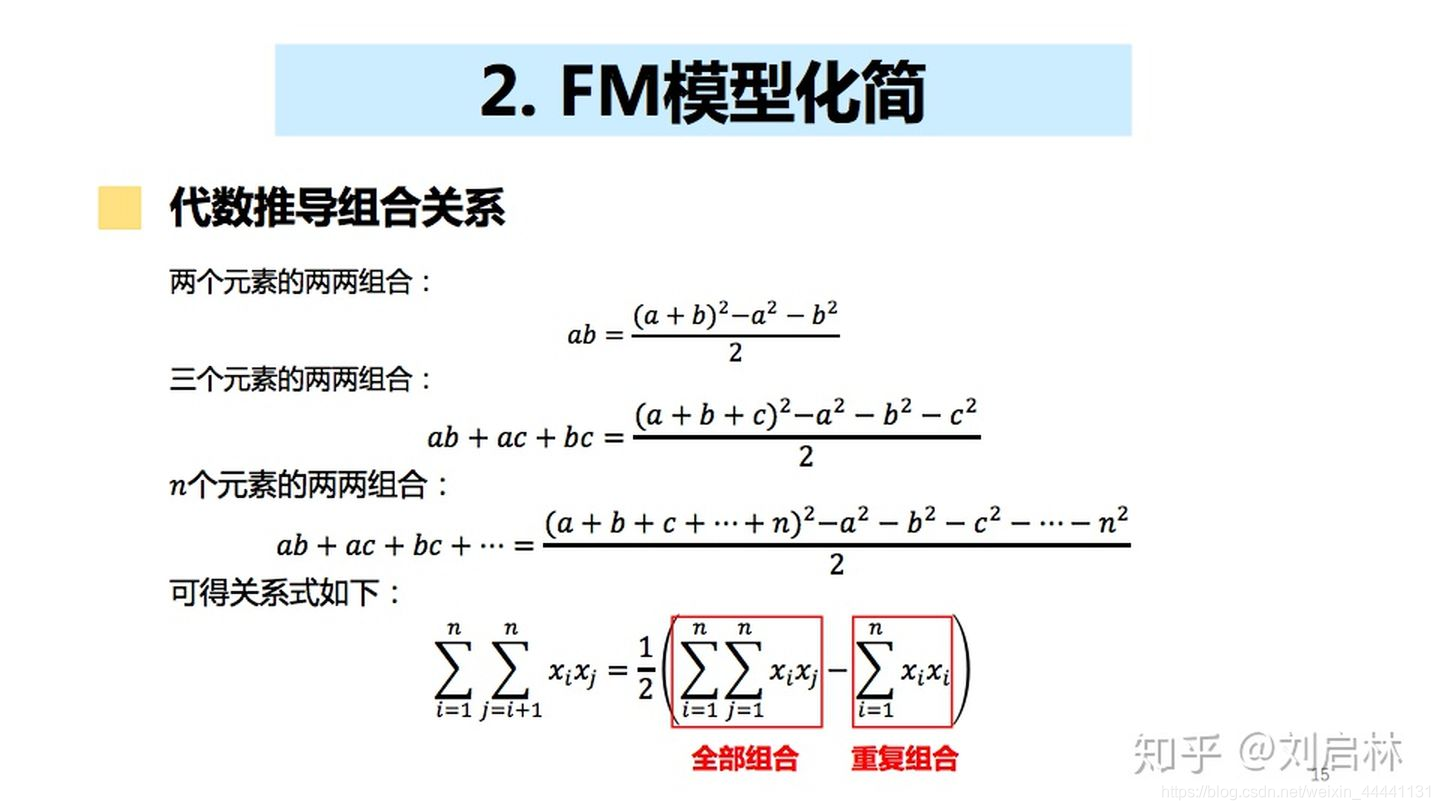 2. FM模型化简
代数推导组合关系
两个元素的两两组合：
ab = \frac{(a + b)^2 - a^2 - b^2}{2}
三个元素的两两组合：
ab + ac + bc = \frac{(a + b + c)^2 - a^2 - b^2 - c^2}{2}
n个元素的两两组合：
ab + ac + bc + ⋯ = \frac{(a + b + c + ⋯ + n)^2 - a^2 - b^2 - c^2 - ⋯ - n^2}{2}
可得关系式如下：
\sum_{i=1}^{n} \sum_{j=i+1}^{n} x_i x_j = \frac{1}{2} \left( \sum_{i=1}^{n} \sum_{j=1}^{n} x_i x_j - \sum_{i=1}^{n} x_i x_i \right)
全部组合 重复组合
知乎 @刘启林
15
https://blog.csdn.net/weixin_44441131